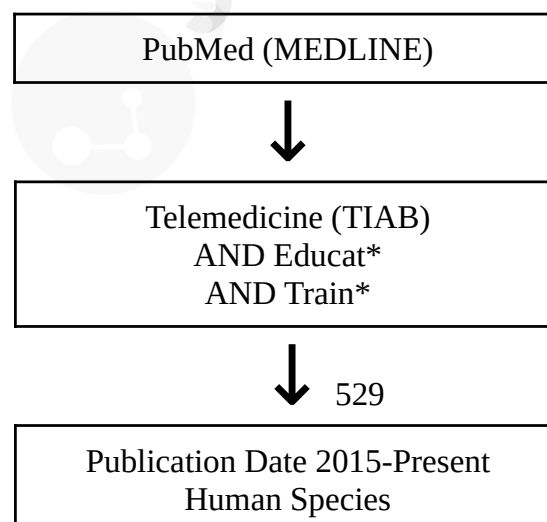 PubMed (MEDLINE)
Telemedicine (TIAB)
AND Educat*
AND Train*
529
Publication Date 2015-Present
Human Species